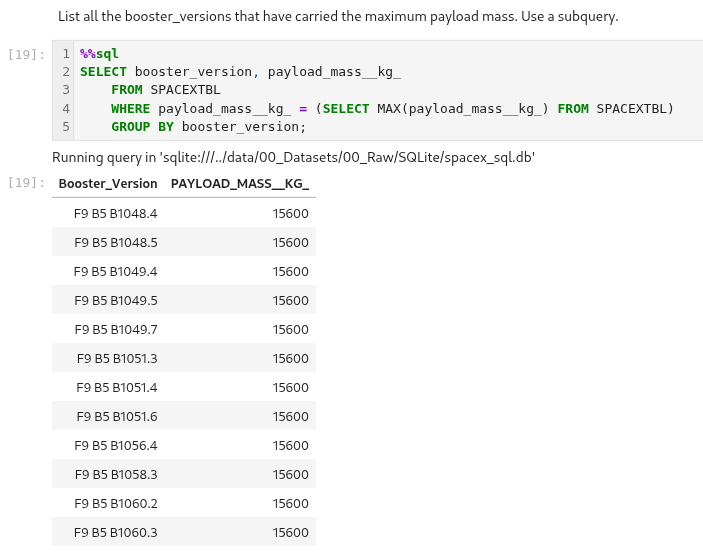 List all the booster_versions that have carried the maximum payload mass. Use a subquery.
[19]:
1 %%sql
2 SELECT booster_version, payload_mass__kg_
3     FROM SPACEXTBL
4     WHERE payload_mass__kg_ = (SELECT MAX(payload_mass__kg_) FROM SPACEXTBL)
5     GROUP BY booster_version;
Running query in 'sqlite:///../data/00_Datasets/00_Raw/SQLite/spacex_sql.db'
[19]: Booster_Version PAYLOAD_MASS__KG_
F9 B5 B1048.4 15600
F9 B5 B1048.5 15600
F9 B5 B1049.4 15600
F9 B5 B1049.5 15600
F9 B5 B1049.7 15600
F9 B5 B1051.3 15600
F9 B5 B1051.4 15600
F9 B5 B1051.6 15600
F9 B5 B1056.4 15600
F9 B5 B1058.3 15600
F9 B5 B1060.2 15600
F9 B5 B1060.3 15600